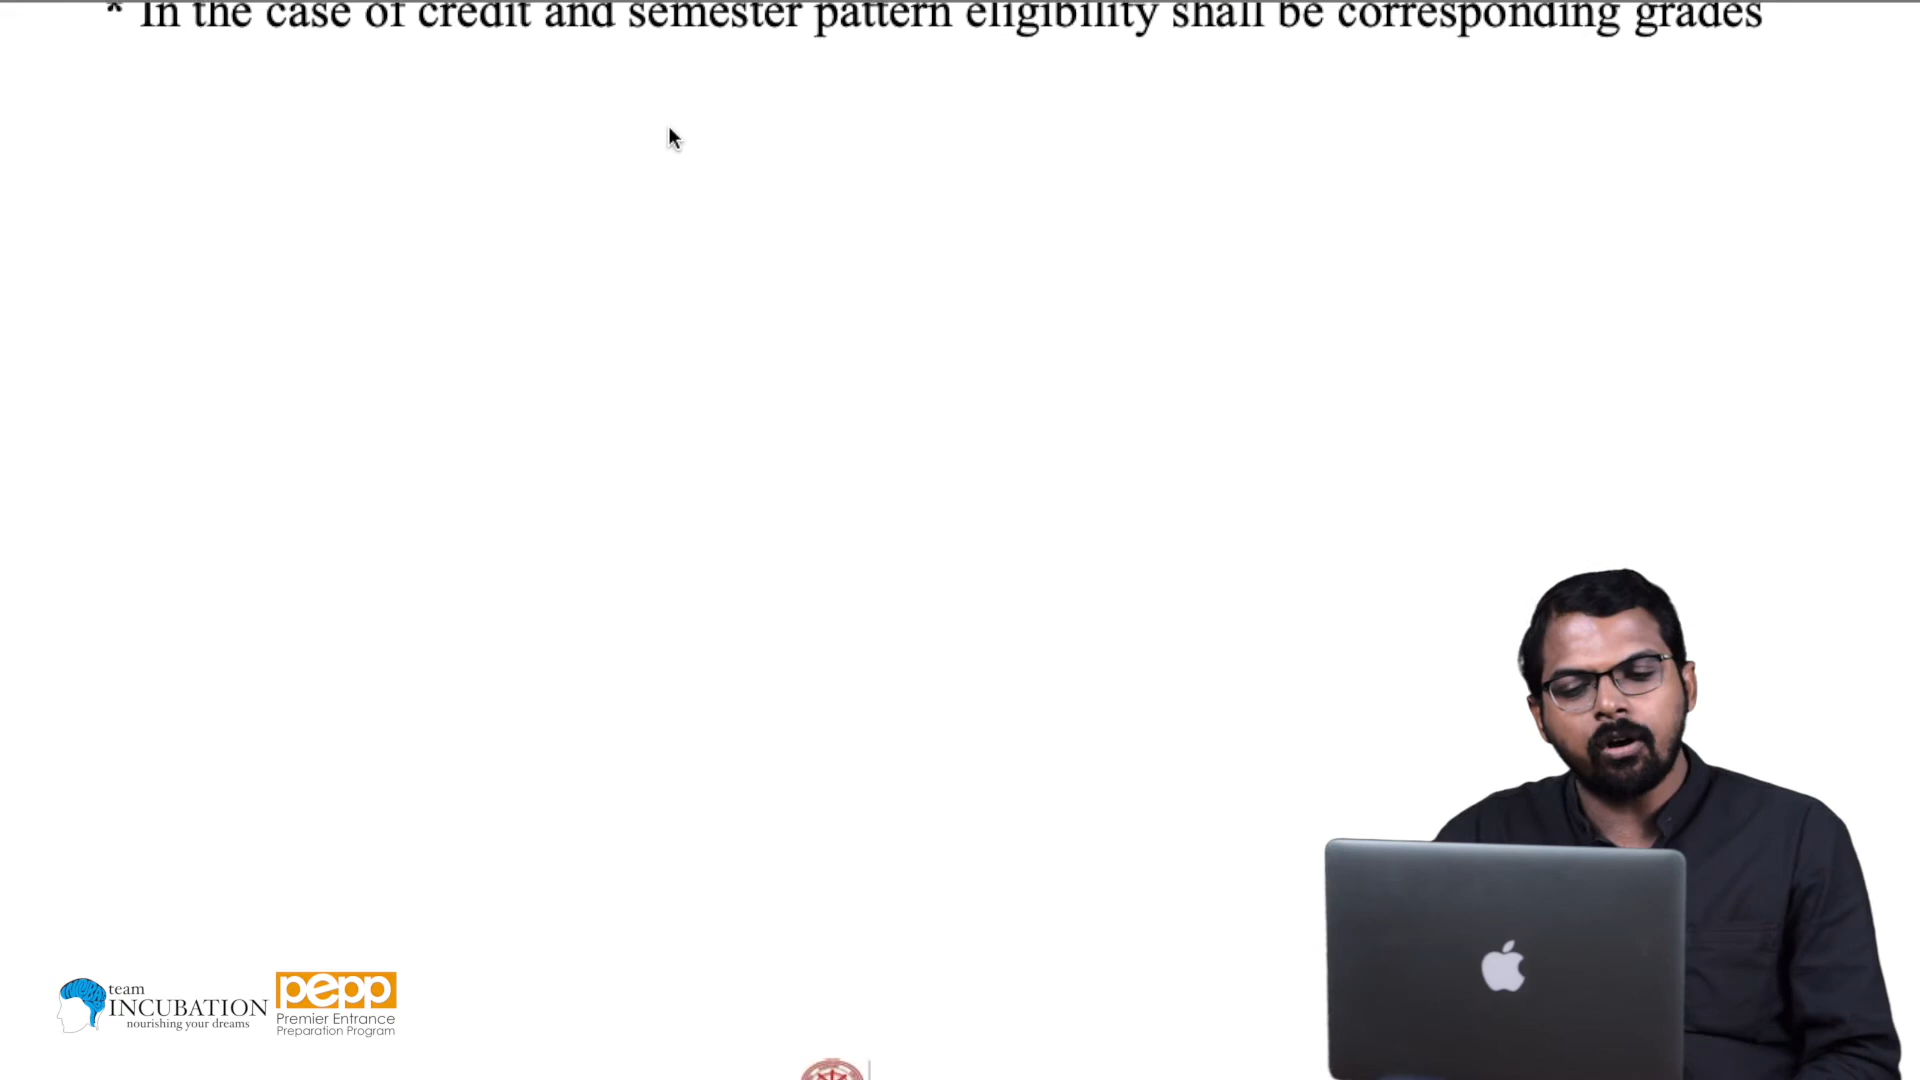 * In the case of credit and semester pattern eligibility shall be corresponding grades
team
INCUBATION
nourishing your dreams
pepp
Premier Entrance
Preparation Program